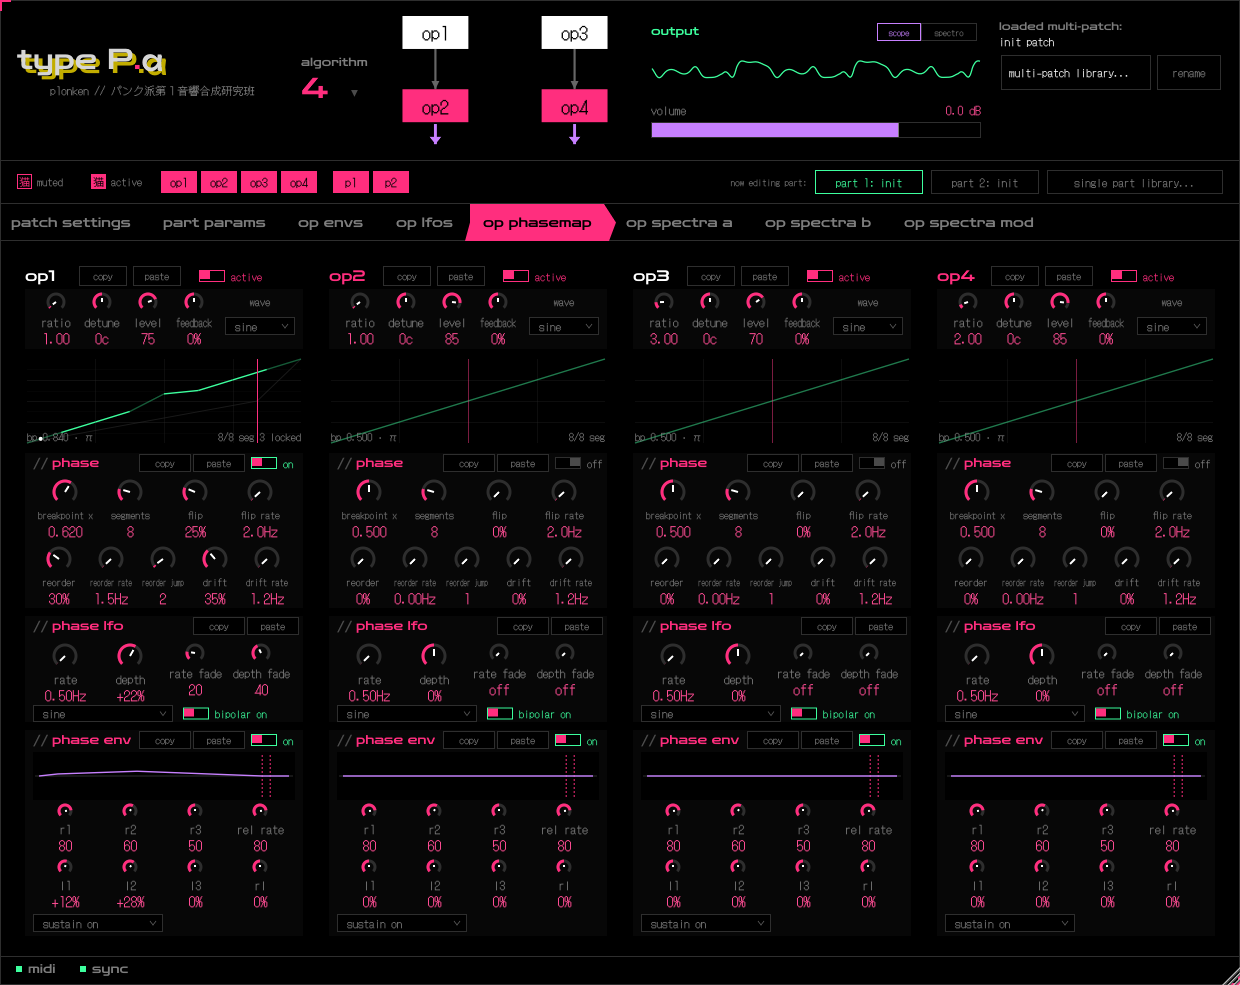 type P.a
plonken // パンク派第1音響合成研究班
algorithm
4
op1 op3
op2 op4
output
scope spectro
volume 0.0 dB
loaded multi-patch:
init patch
multi-patch library... rename
猫 muted 猫 active op1 op2 op3 op4 p1 p2
now editing part: part 1: init part 2: init single part library...
patch settings part params op envs op lfos op phasemap op spectra a op spectra b op spectra mod
op1 copy paste active
ratio detune level feedback wave
1.00 0c 75 0% sine
bp 0.840 · π 8/8 seg 3 locked
// phase copy paste on
breakpoint x segments flip flip rate
0.620 8 25% 2.0Hz
reorder reorder rate reorder jump drift drift rate
30% 1.5Hz 2 35% 1.2Hz
// phase lfo copy paste
rate depth rate fade depth fade
0.50Hz +22% 20 40
sine bipolar on
// phase env copy paste on
r1 r2 r3 rel rate
80 60 50 80
l1 l2 l3 rl
+12% +28% 0% 0%
sustain on
op2 copy paste active
ratio detune level feedback wave
1.00 0c 85 0% sine
bp 0.500 · π 8/8 seg
// phase copy paste off
breakpoint x segments flip flip rate
0.500 8 0% 2.0Hz
reorder reorder rate reorder jump drift drift rate
0% 0.00Hz 1 0% 1.2Hz
// phase lfo copy paste
rate depth rate fade depth fade
0.50Hz 0% off off
sine bipolar on
// phase env copy paste on
r1 r2 r3 rel rate
80 60 50 80
l1 l2 l3 rl
0% 0% 0% 0%
sustain on
op3 copy paste active
ratio detune level feedback wave
3.00 0c 70 0% sine
bp 0.500 · π 8/8 seg
// phase copy paste off
breakpoint x segments flip flip rate
0.500 8 0% 2.0Hz
reorder reorder rate reorder jump drift drift rate
0% 0.00Hz 1 0% 1.2Hz
// phase lfo copy paste
rate depth rate fade depth fade
0.50Hz 0% off off
sine bipolar on
// phase env copy paste on
r1 r2 r3 rel rate
80 60 50 80
l1 l2 l3 rl
0% 0% 0% 0%
sustain on
op4 copy paste active
ratio detune level feedback wave
2.00 0c 85 0% sine
bp 0.500 · π 8/8 seg
// phase copy paste off
breakpoint x segments flip flip rate
0.500 8 0% 2.0Hz
reorder reorder rate reorder jump drift drift rate
0% 0.00Hz 1 0% 1.2Hz
// phase lfo copy paste
rate depth rate fade depth fade
0.50Hz 0% off off
sine bipolar on
// phase env copy paste on
r1 r2 r3 rel rate
80 60 50 80
l1 l2 l3 rl
0% 0% 0% 0%
sustain on
midi sync